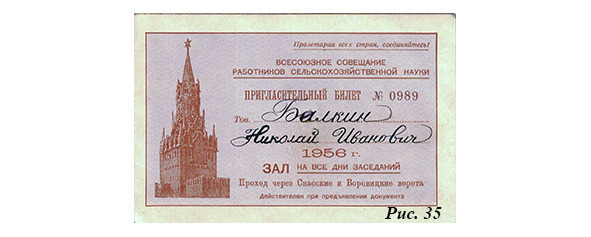 Пролетарии всех стран, соединяйтесь!
ВСЕСОЮЗНОЕ СОВЕЩАНИЕ
РАБОТНИКОВ СЕЛЬСКОХОЗЯЙСТВЕННОЙ НАУКИ
ПРИГЛАСИТЕЛЬНЫЙ БИЛЕТ № 0989
Тов. Балкин
Николай Иванович
1956 г.
ЗАЛ НА ВСЕ ДНИ ЗАСЕДАНИЙ
Проход через Спасские и Боровицкие ворота
Действителен при предъявлении документа
Рис. 35